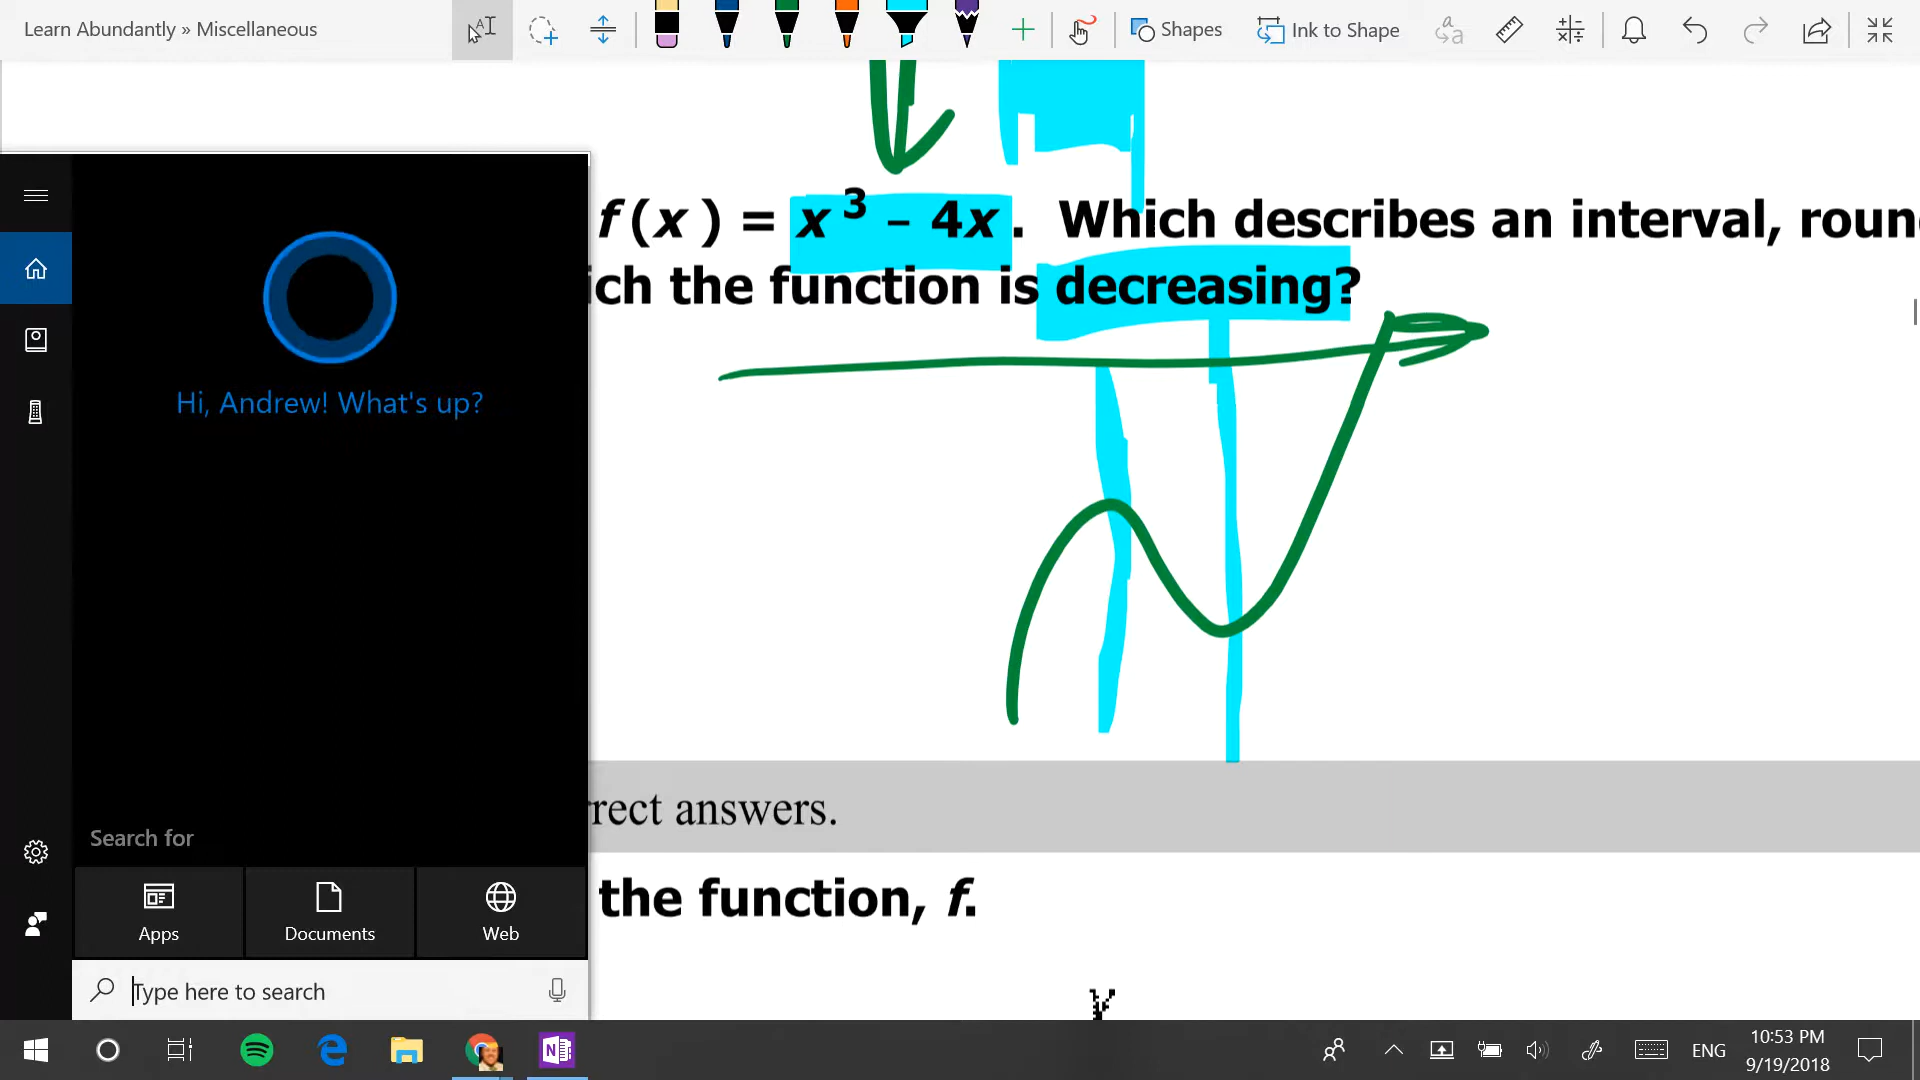 Learn Abundantly » Miscellaneous
Shapes
Ink to Shape
f(x) = x³ – 4x. Which describes an interval, roun
ich the function is decreasing?
Hi, Andrew! What's up?
rrect answers.
Search for
Apps
Documents
Web
the function, f.
Type here to search
y
ENG
10:53 PM
9/19/2018